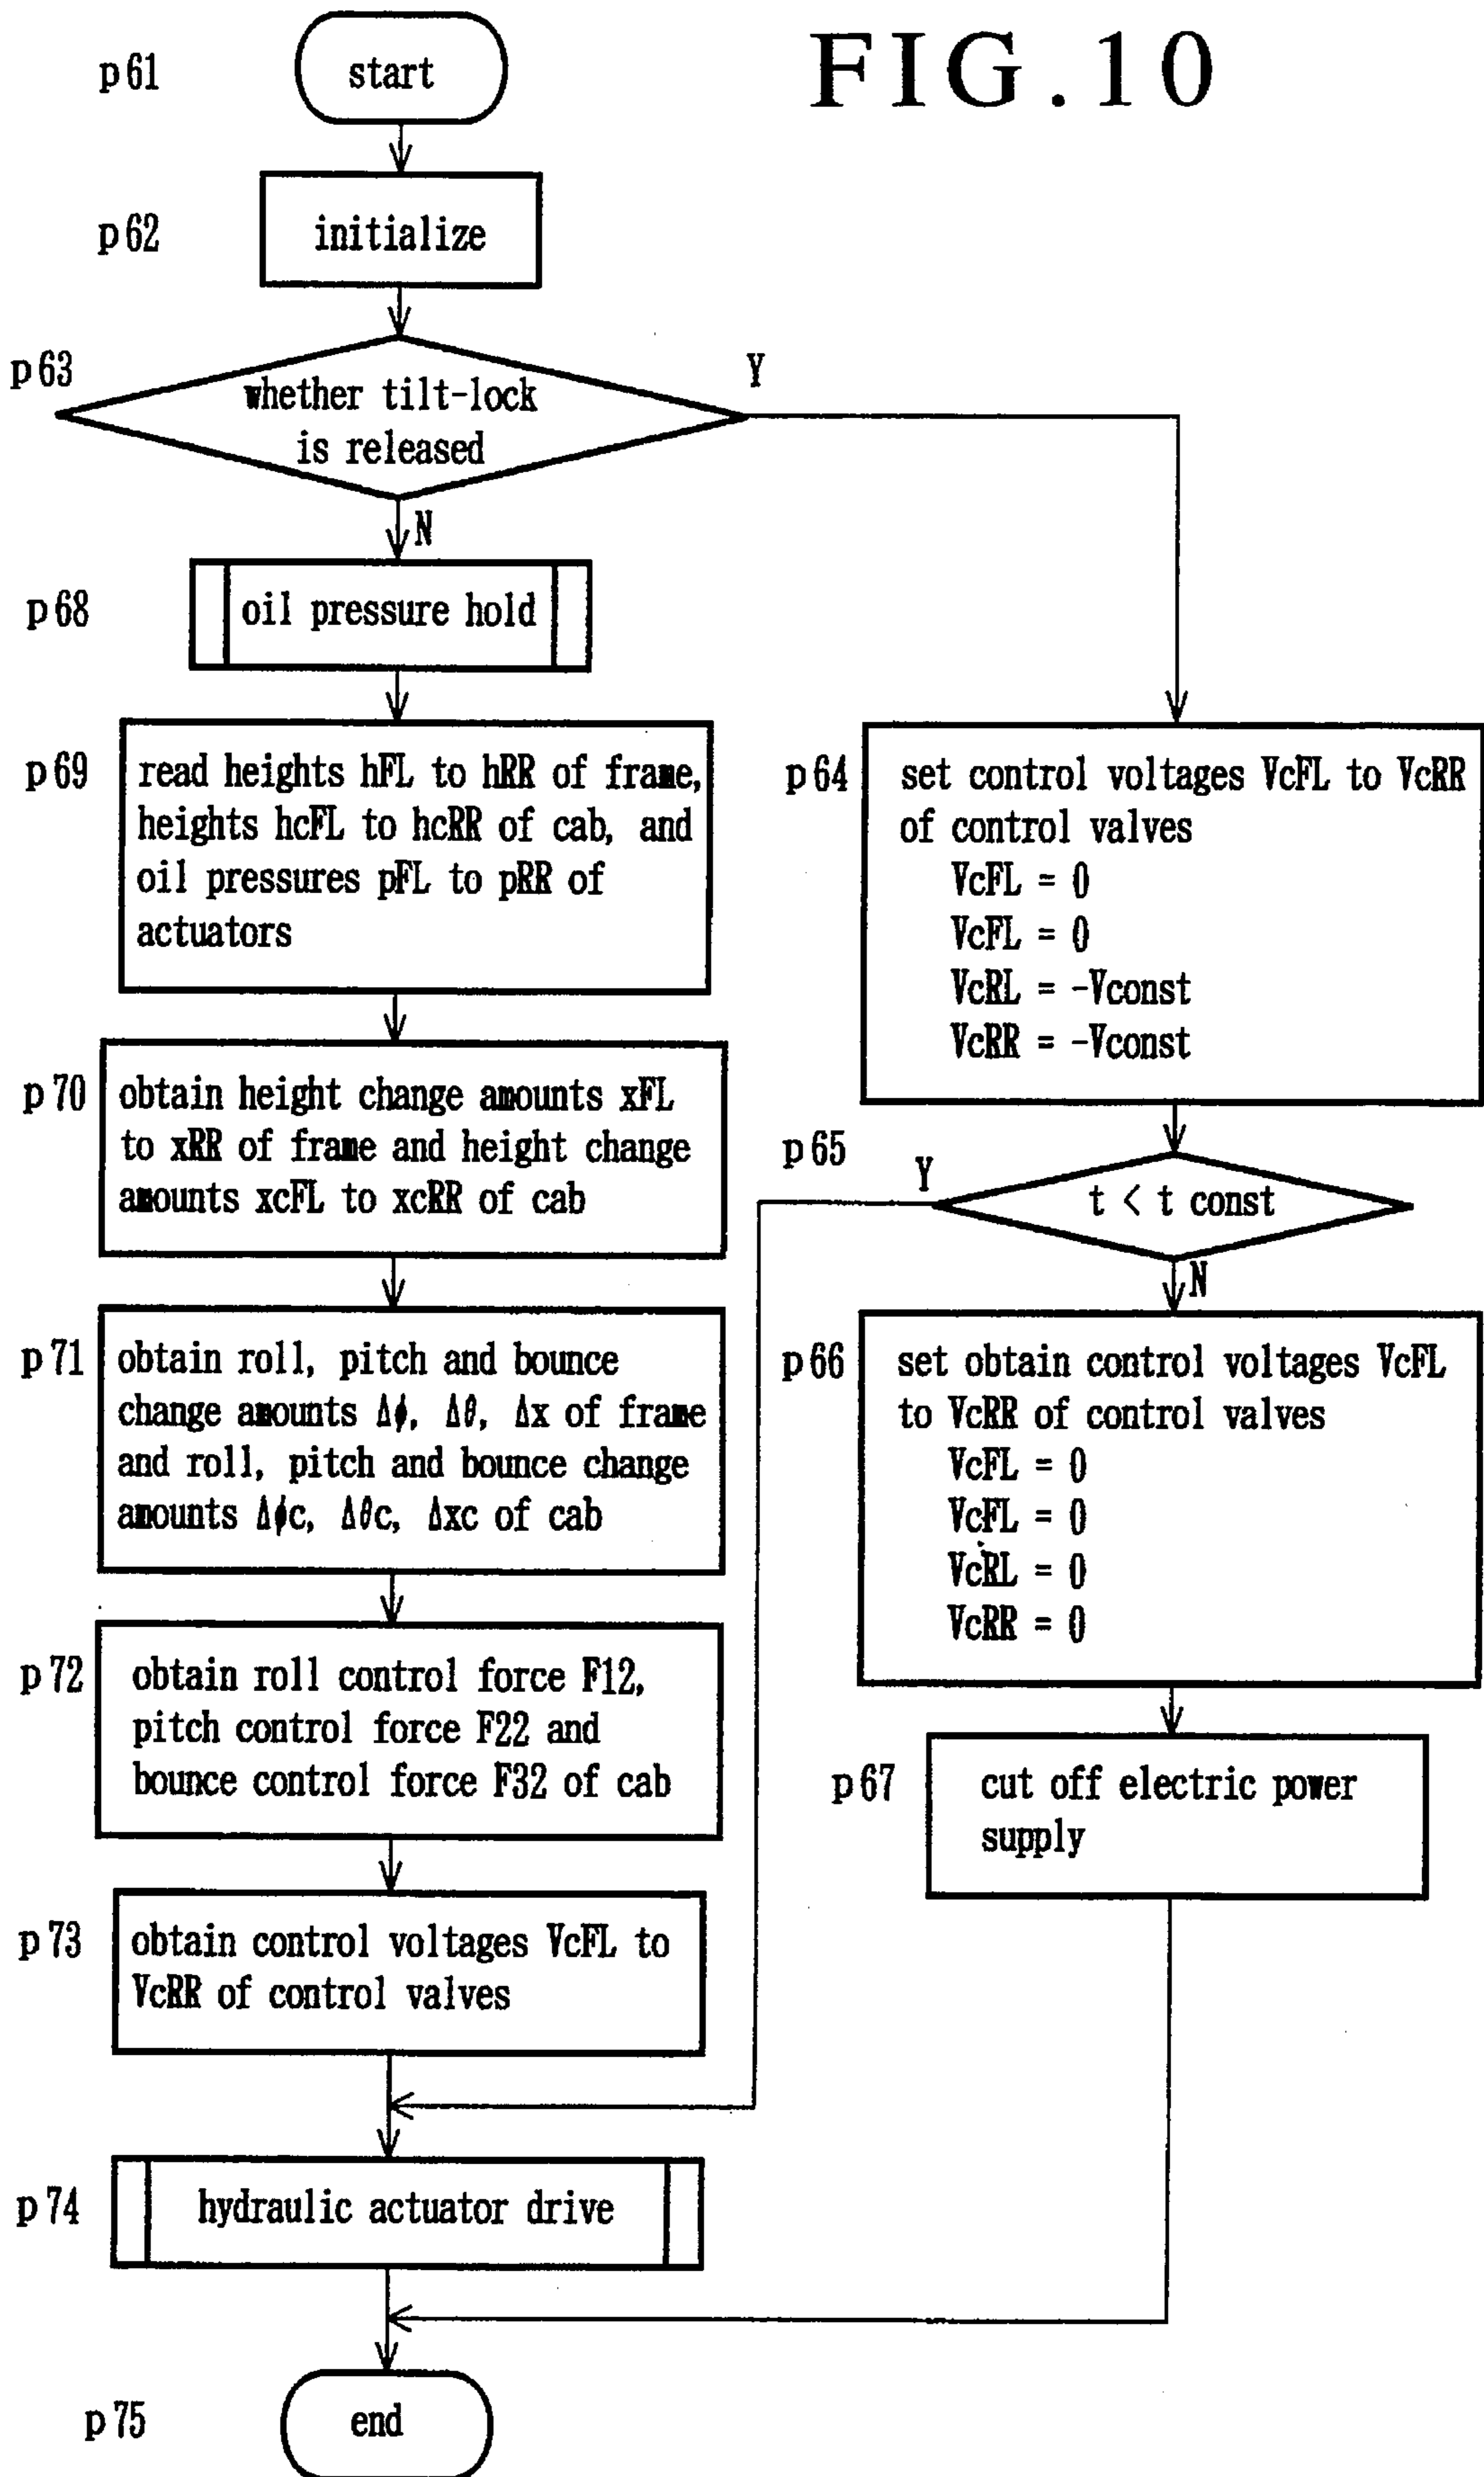 FIG.10
p61
start
p62
initialize
p63
whether tilt-lock
is released
Y
N
p68
oil pressure hold
p69
read heights hFL to hRR of frame,
heights hcFL to hcRR of cab, and
oil pressures pFL to pRR of
actuators
p70
obtain height change amounts xFL
to xRR of frame and height change
amounts xcFL to xcRR of cab
p71
obtain roll, pitch and bounce
change amounts Δϕ, Δθ, Δx of frame
and roll, pitch and bounce change
amounts Δϕc, Δθc, Δxc of cab
p72
obtain roll control force F12,
pitch control force F22 and
bounce control force F32 of cab
p73
obtain control voltages VcFL to
VcRR of control valves
p64
set control voltages VcFL to VcRR
of control valves
VcFL = 0
VcFL = 0
VcRL = -Vconst
VcRR = -Vconst
p65
Y
t < t const
N
p66
set obtain control voltages VcFL
to VcRR of control valves
VcFL = 0
VcFL = 0
VcRL = 0
VcRR = 0
p67
cut off electric power
supply
p74
hydraulic actuator drive
p75
end